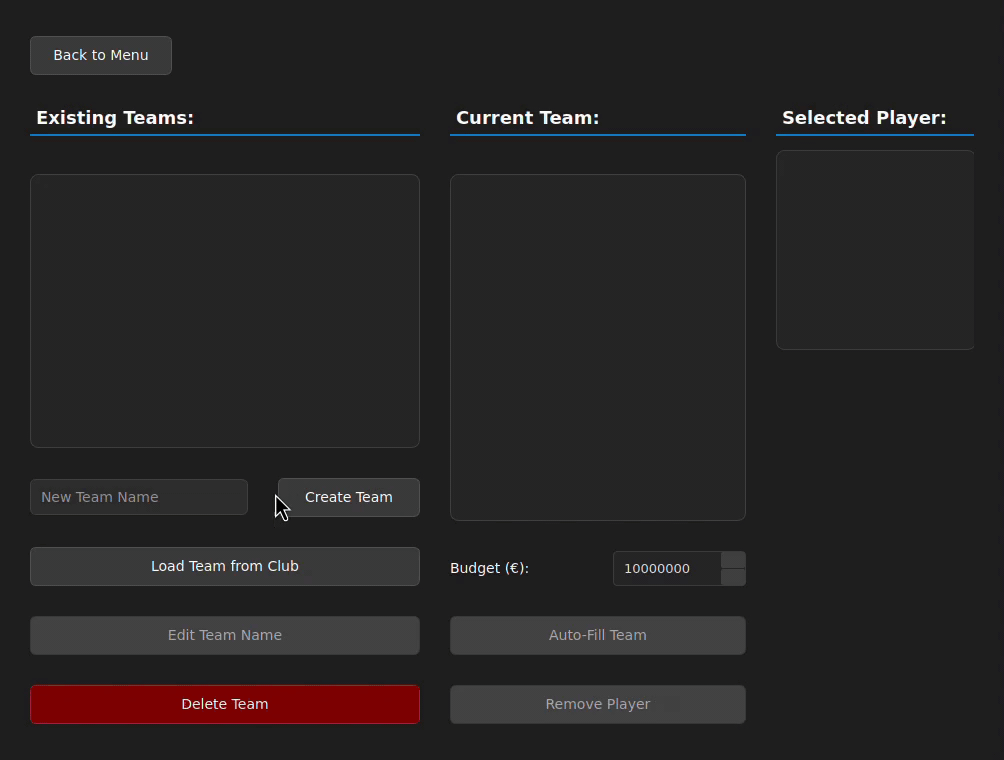 Back to Menu
Existing Teams:
Current Team:
Selected Player:
New Team Name
Create Team
Load Team from Club
Budget (€):
10000000
Edit Team Name
Auto-Fill Team
Delete Team
Remove Player